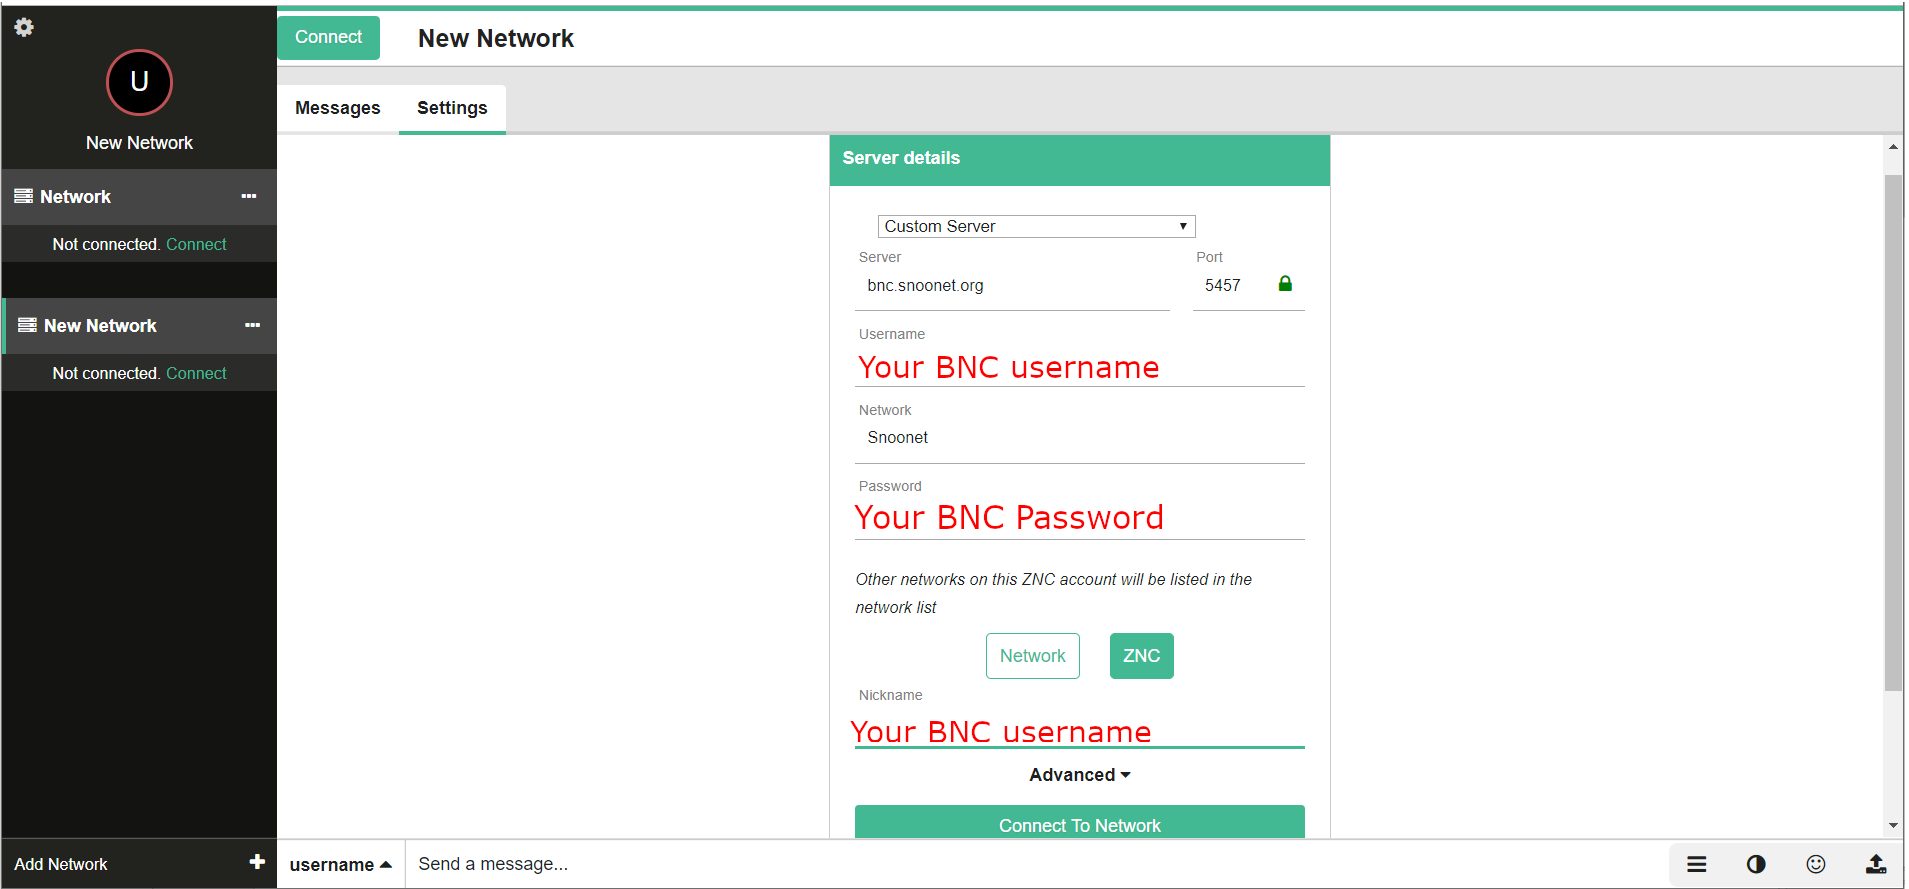 U
New Network
Network
Not connected. Connect
New Network
Not connected. Connect
Add Network
Connect
New Network
Messages
Settings
Server details
Custom Server
Server
Port
bnc.snoonet.org
5457
Username
Your BNC username
Network
Snoonet
Password
Your BNC Password
Other networks on this ZNC account will be listed in the
network list
Network
ZNC
Nickname
Your BNC username
Advanced
Connect To Network
username
Send a message...